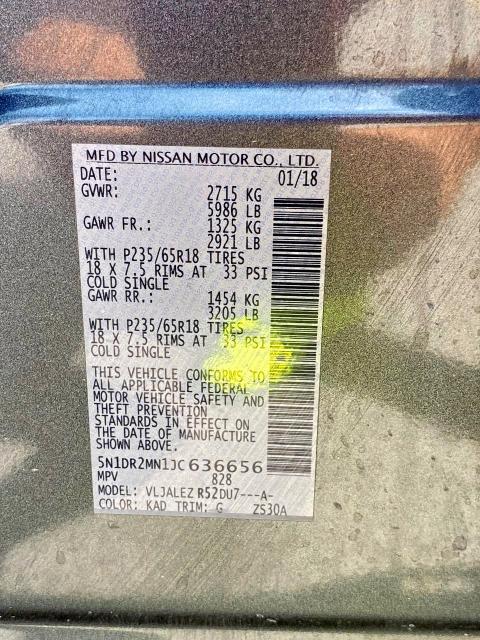 MFD BY NISSAN MOTOR CO., LTD.
DATE: 01/18
GVWR: 2715 KG
5986 LB
GAWR FR.: 1325 KG
2921 LB
WITH P235/65R18 TIRES
18 X 7.5 RIMS AT 33 PSI
COLD SINGLE
GAWR RR.: 1454 KG
3205 LB
WITH P235/65R18 TIRES
18 X 7.5 RIMS AT 33 PSI
COLD SINGLE
THIS VEHICLE CONFORMS TO
ALL APPLICABLE FEDERAL
MOTOR VEHICLE SAFETY AND
THEFT PREVENTION
STANDARDS IN EFFECT ON
THE DATE OF MANUFACTURE
SHOWN ABOVE.
5N1DR2MN1JC636656
MPV 828
MODEL: VLJALEZ R52DU7---A-
COLOR: KAD TRIM: G ZS30A